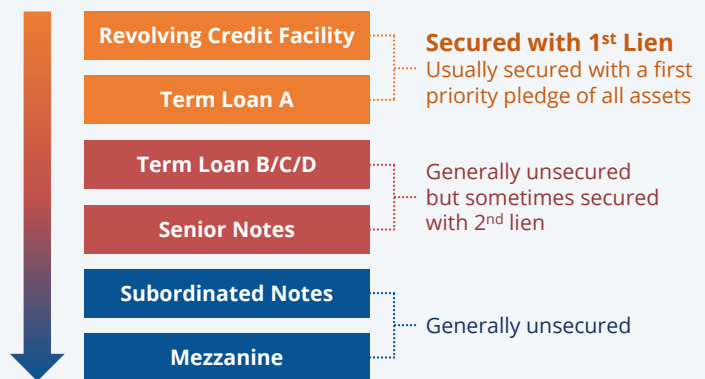 Revolving Credit Facility
Term Loan A
Secured with 1st Lien
Usually secured with a first
priority pledge of all assets
Term Loan B/C/D
Senior Notes
Generally unsecured
but sometimes secured
with 2nd lien
Subordinated Notes
Mezzanine
Generally unsecured